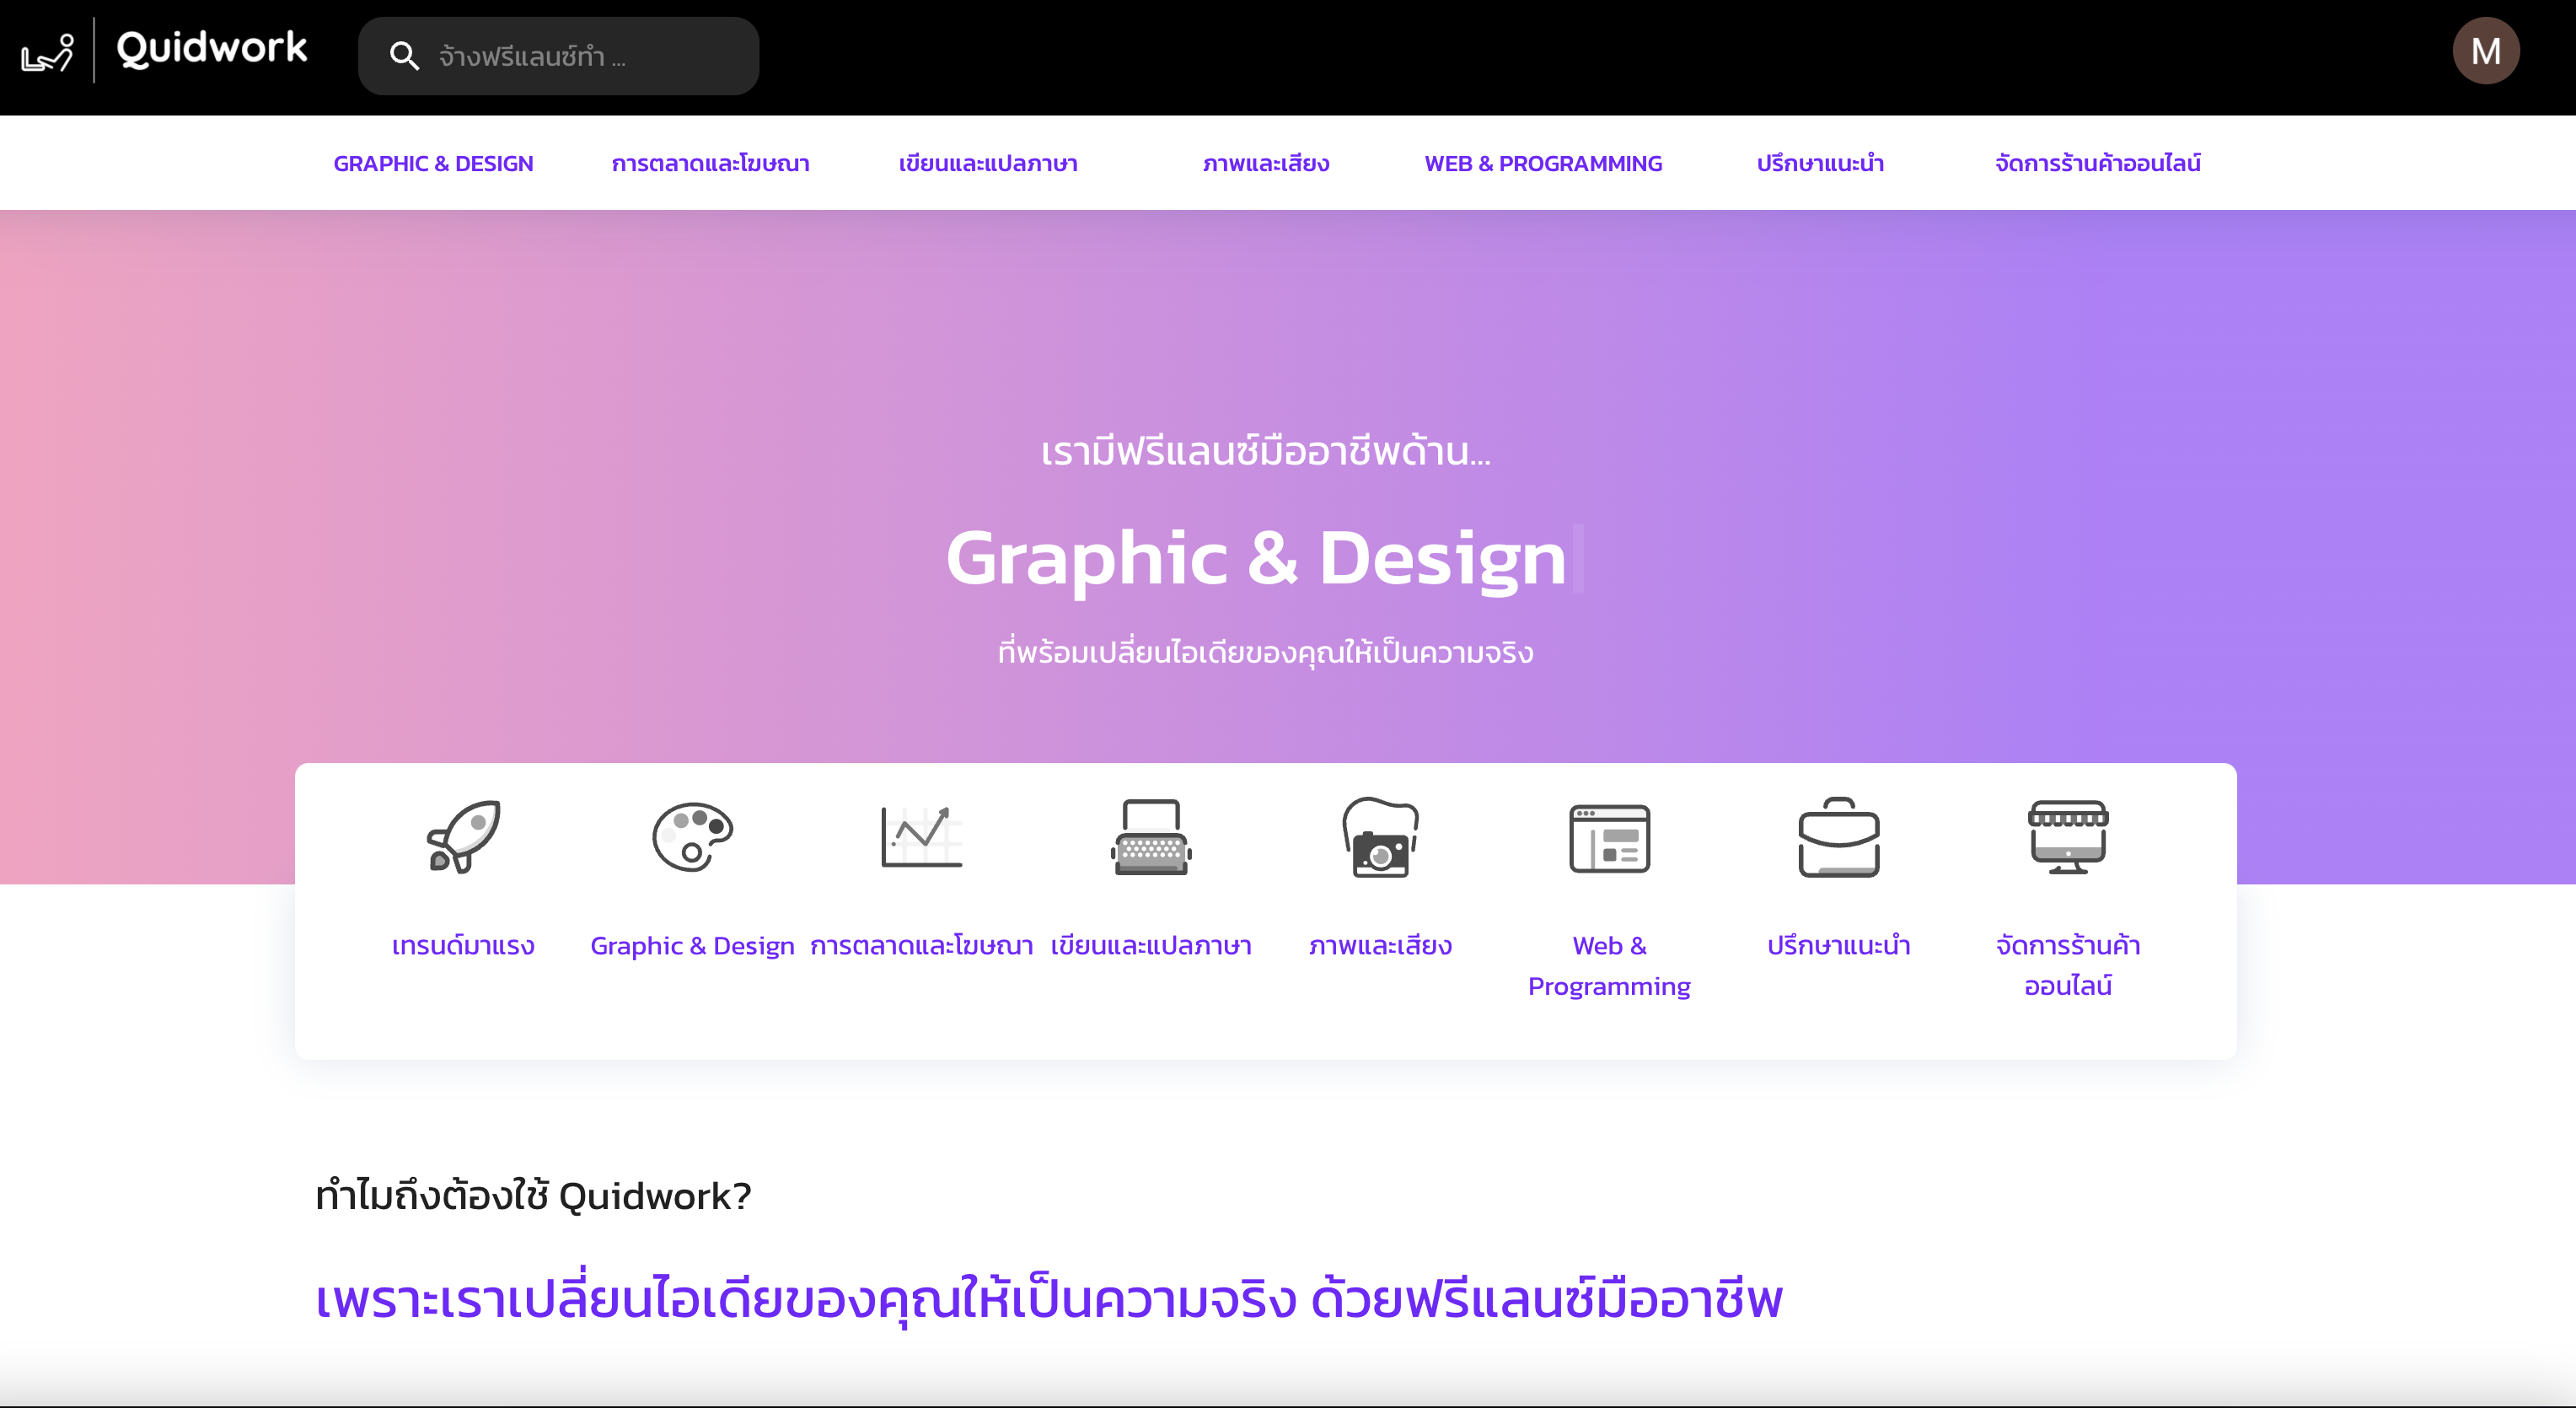 Quidwork
จ้างฟรีแลนซ์ทำ ...
M
GRAPHIC & DESIGN
การตลาดและโฆษณา
เขียนและแปลภาษา
ภาพและเสียง
WEB & PROGRAMMING
ปรึกษาแนะนำ
จัดการร้านค้าออนไลน์
เรามีฟรีแลนซ์มืออาชีพด้าน...
Graphic & Design
ที่พร้อมเปลี่ยนไอเดียของคุณให้เป็นความจริง
เทรนด์มาแรง
Graphic & Design
การตลาดและโฆษณา
เขียนและแปลภาษา
ภาพและเสียง
Web &
Programming
ปรึกษาแนะนำ
จัดการร้านค้า
ออนไลน์
ทำไมถึงต้องใช้ Quidwork?
เพราะเราเปลี่ยนไอเดียของคุณให้เป็นความจริง ด้วยฟรีแลนซ์มืออาชีพ